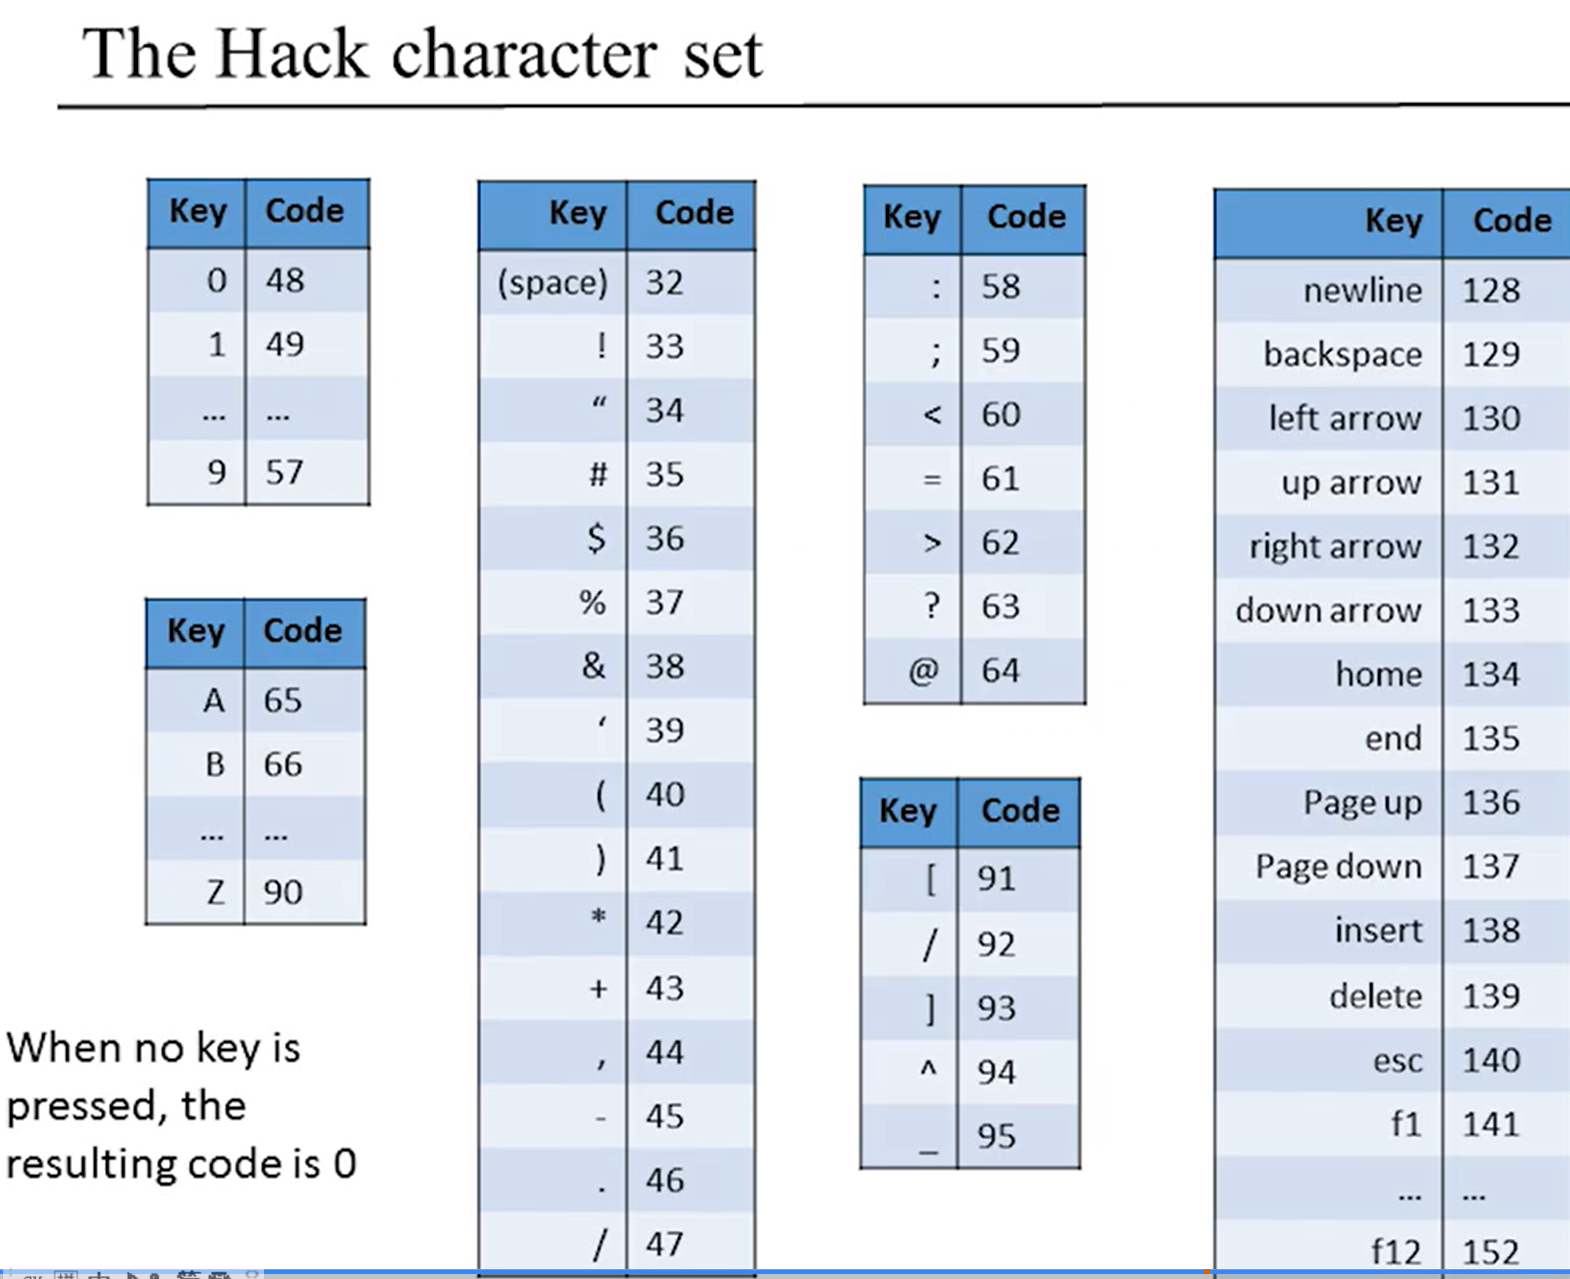 The Hack character set
Key Code
0 48
1 49
... ...
9 57
Key Code
A 65
B 66
... ...
Z 90
When no key is
pressed, the
resulting code is 0
Key Code
(space) 32
! 33
“ 34
# 35
$ 36
% 37
& 38
‘ 39
( 40
) 41
* 42
+ 43
, 44
- 45
. 46
/ 47
Key Code
: 58
; 59
< 60
= 61
> 62
? 63
@ 64
Key Code
[ 91
/ 92
] 93
^ 94
_ 95
Key Code
newline 128
backspace 129
left arrow 130
up arrow 131
right arrow 132
down arrow 133
home 134
end 135
Page up 136
Page down 137
insert 138
delete 139
esc 140
f1 141
... ...
f12 152